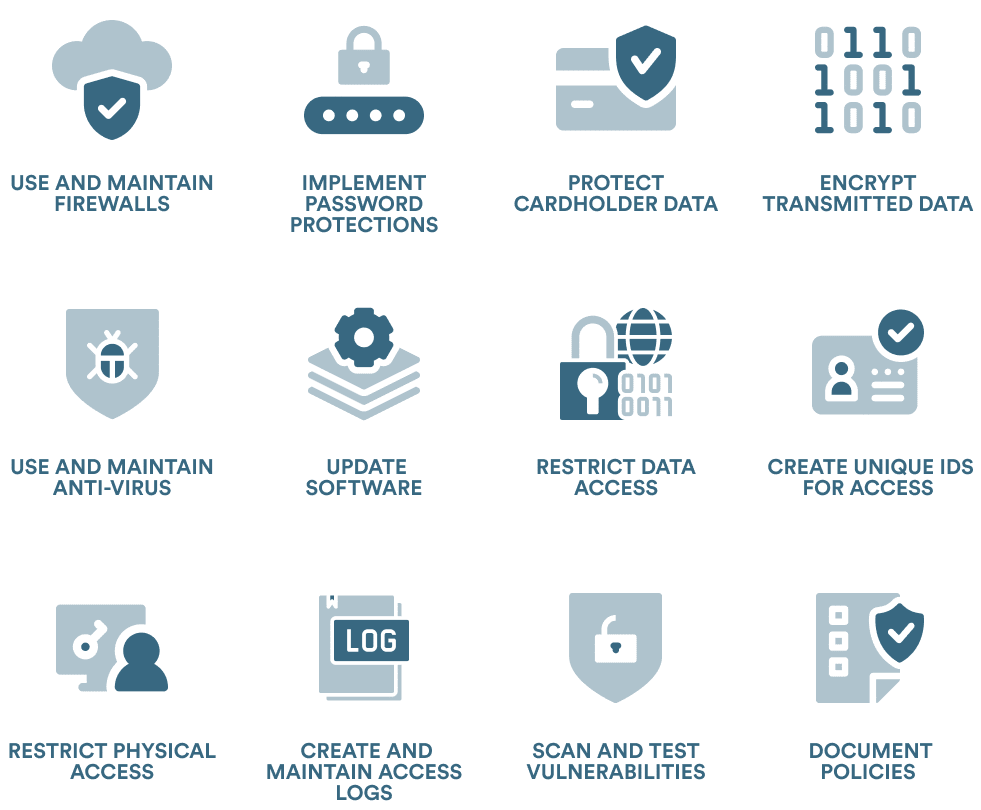 0110
1001
1010
USE AND MAINTAIN
FIREWALLS
IMPLEMENT
PASSWORD
PROTECTIONS
PROTECT
CARDHOLDER DATA
ENCRYPT
TRANSMITTED DATA
0101
0011
USE AND MAINTAIN
ANTI-VIRUS
UPDATE
SOFTWARE
RESTRICT DATA
ACCESS
CREATE UNIQUE IDS
FOR ACCESS
LOG
RESTRICT PHYSICAL
ACCESS
CREATE AND
MAINTAIN ACCESS
LOGS
SCAN AND TEST
VULNERABILITIES
DOCUMENT
POLICIES